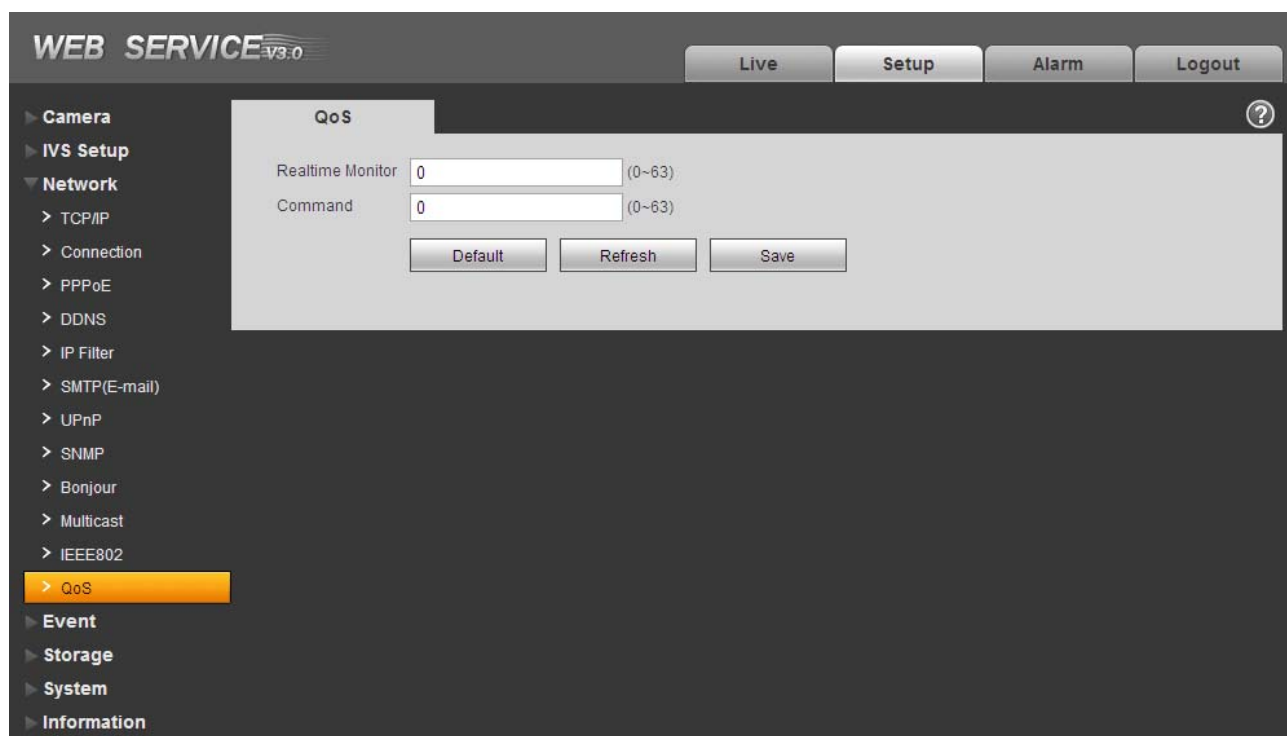 WEB SERVICE V3.0
Live
Setup
Alarm
Logout
Camera
IVS Setup
Network
> TCP/IP
> Connection
> PPPoE
> DDNS
> IP Filter
> SMTP(E-mail)
> UPnP
> SNMP
> Bonjour
> Multicast
> IEEE802
> QoS
Event
Storage
System
Information
QoS
?
Realtime Monitor 0 (0~63)
Command 0 (0~63)
Default Refresh Save